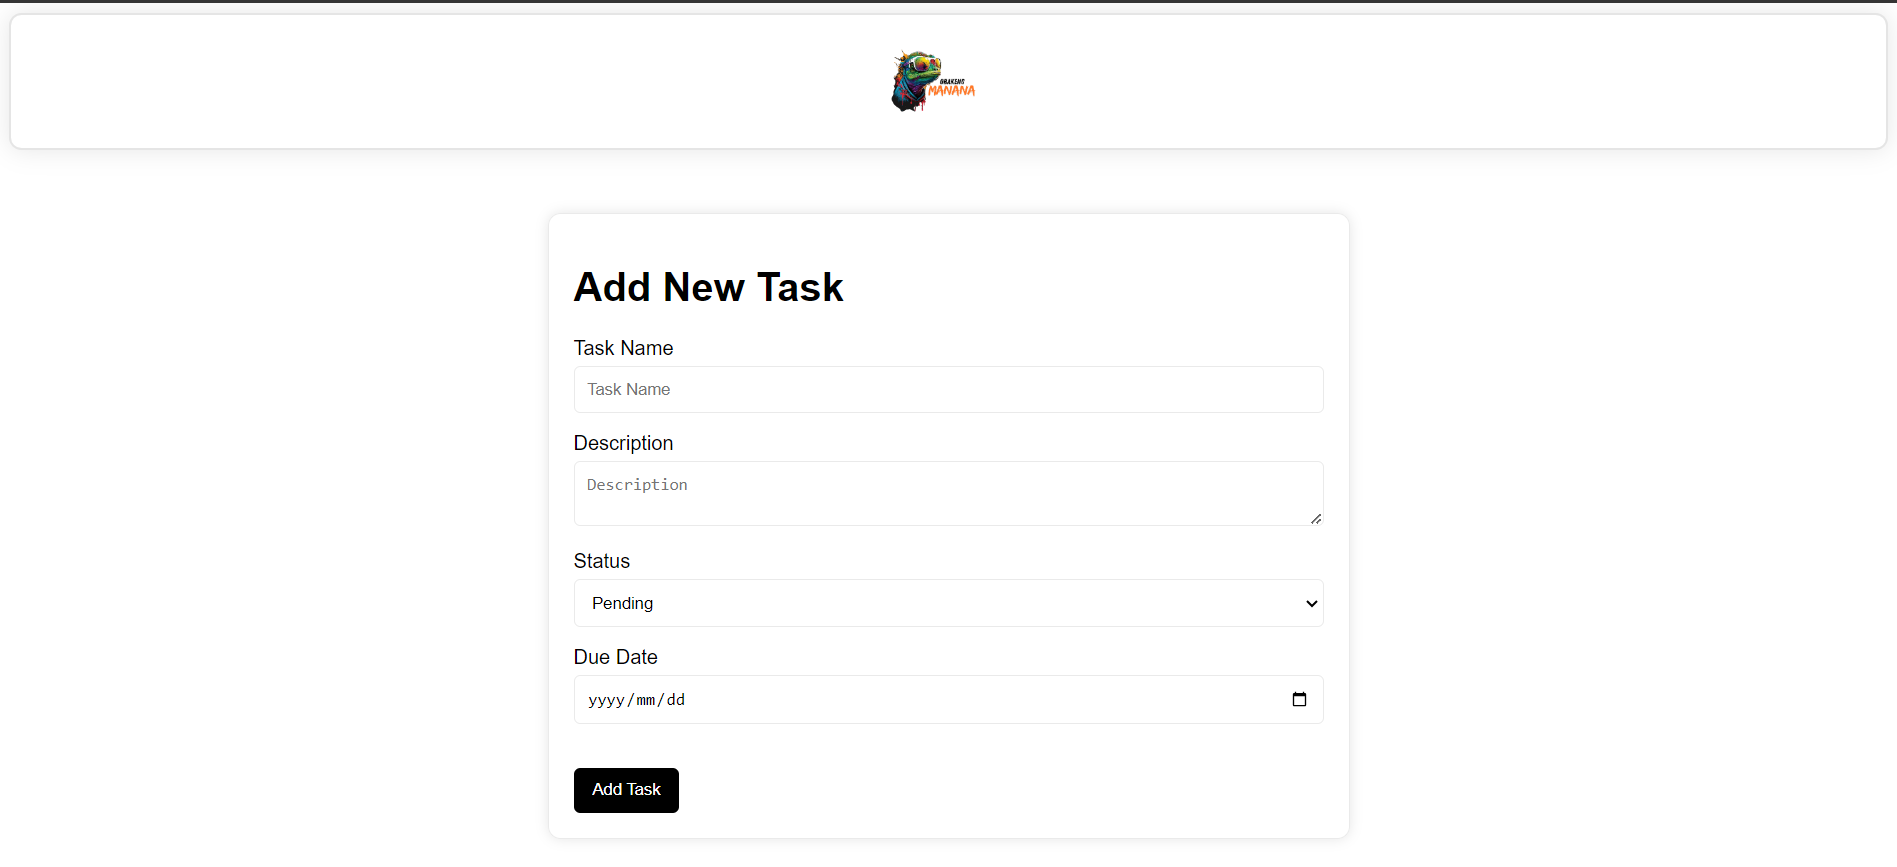 DRAKENS
MANANA
Add New Task
Task Name
Task Name
Description
Description
Status
Pending
Due Date
yyyy/mm/dd
Add Task